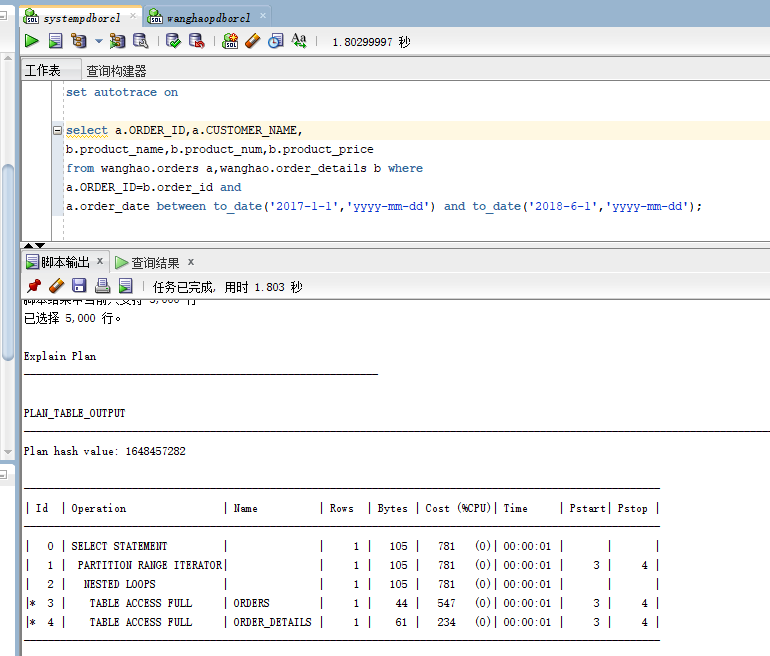 systempdborcl × wanghaopdborcl ×
1.80299997 秒
工作表 查询构建器
set autotrace on
select a.ORDER_ID,a.CUSTOMER_NAME,
b.product_name,b.product_num,b.product_price
from wanghao.orders a,wanghao.order_details b where
a.ORDER_ID=b.order_id and
a.order_date between to_date('2017-1-1','yyyy-mm-dd') and to_date('2018-6-1','yyyy-mm-dd');
脚本输出 × 查询结果 ×
任务已完成, 用时 1.803 秒
已选择 5,000 行。
Explain Plan
PLAN_TABLE_OUTPUT
Plan hash value: 1648457282
| Id | Operation | Name | Rows | Bytes | Cost (%CPU)| Time | Pstart| Pstop |
| 0 | SELECT STATEMENT | | 1 | 105 | 781 (0)| 00:00:01 | | |
| 1 | PARTITION RANGE ITERATOR| | 1 | 105 | 781 (0)| 00:00:01 | 3 | 4 |
| 2 | NESTED LOOPS | | 1 | 105 | 781 (0)| 00:00:01 | | |
|* 3 | TABLE ACCESS FULL | ORDERS | 1 | 44 | 547 (0)| 00:00:01 | 3 | 4 |
|* 4 | TABLE ACCESS FULL | ORDER_DETAILS | 1 | 61 | 234 (0)| 00:00:01 | 3 | 4 |